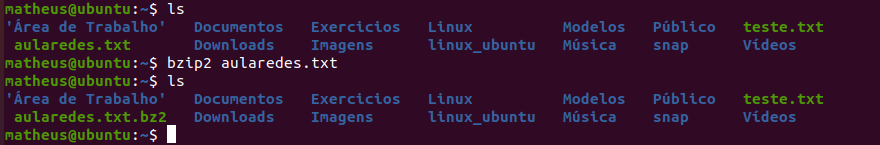 matheus@ubuntu:~$ ls
'Área de Trabalho' Documentos Exercicios Linux Modelos Público teste.txt
aularedes.txt Downloads Imagens linux_ubuntu Música snap Vídeos
matheus@ubuntu:~$ bzip2 aularedes.txt
matheus@ubuntu:~$ ls
'Área de Trabalho' Documentos Exercicios Linux Modelos Público teste.txt
aularedes.txt.bz2 Downloads Imagens linux_ubuntu Música snap Vídeos
matheus@ubuntu:~$